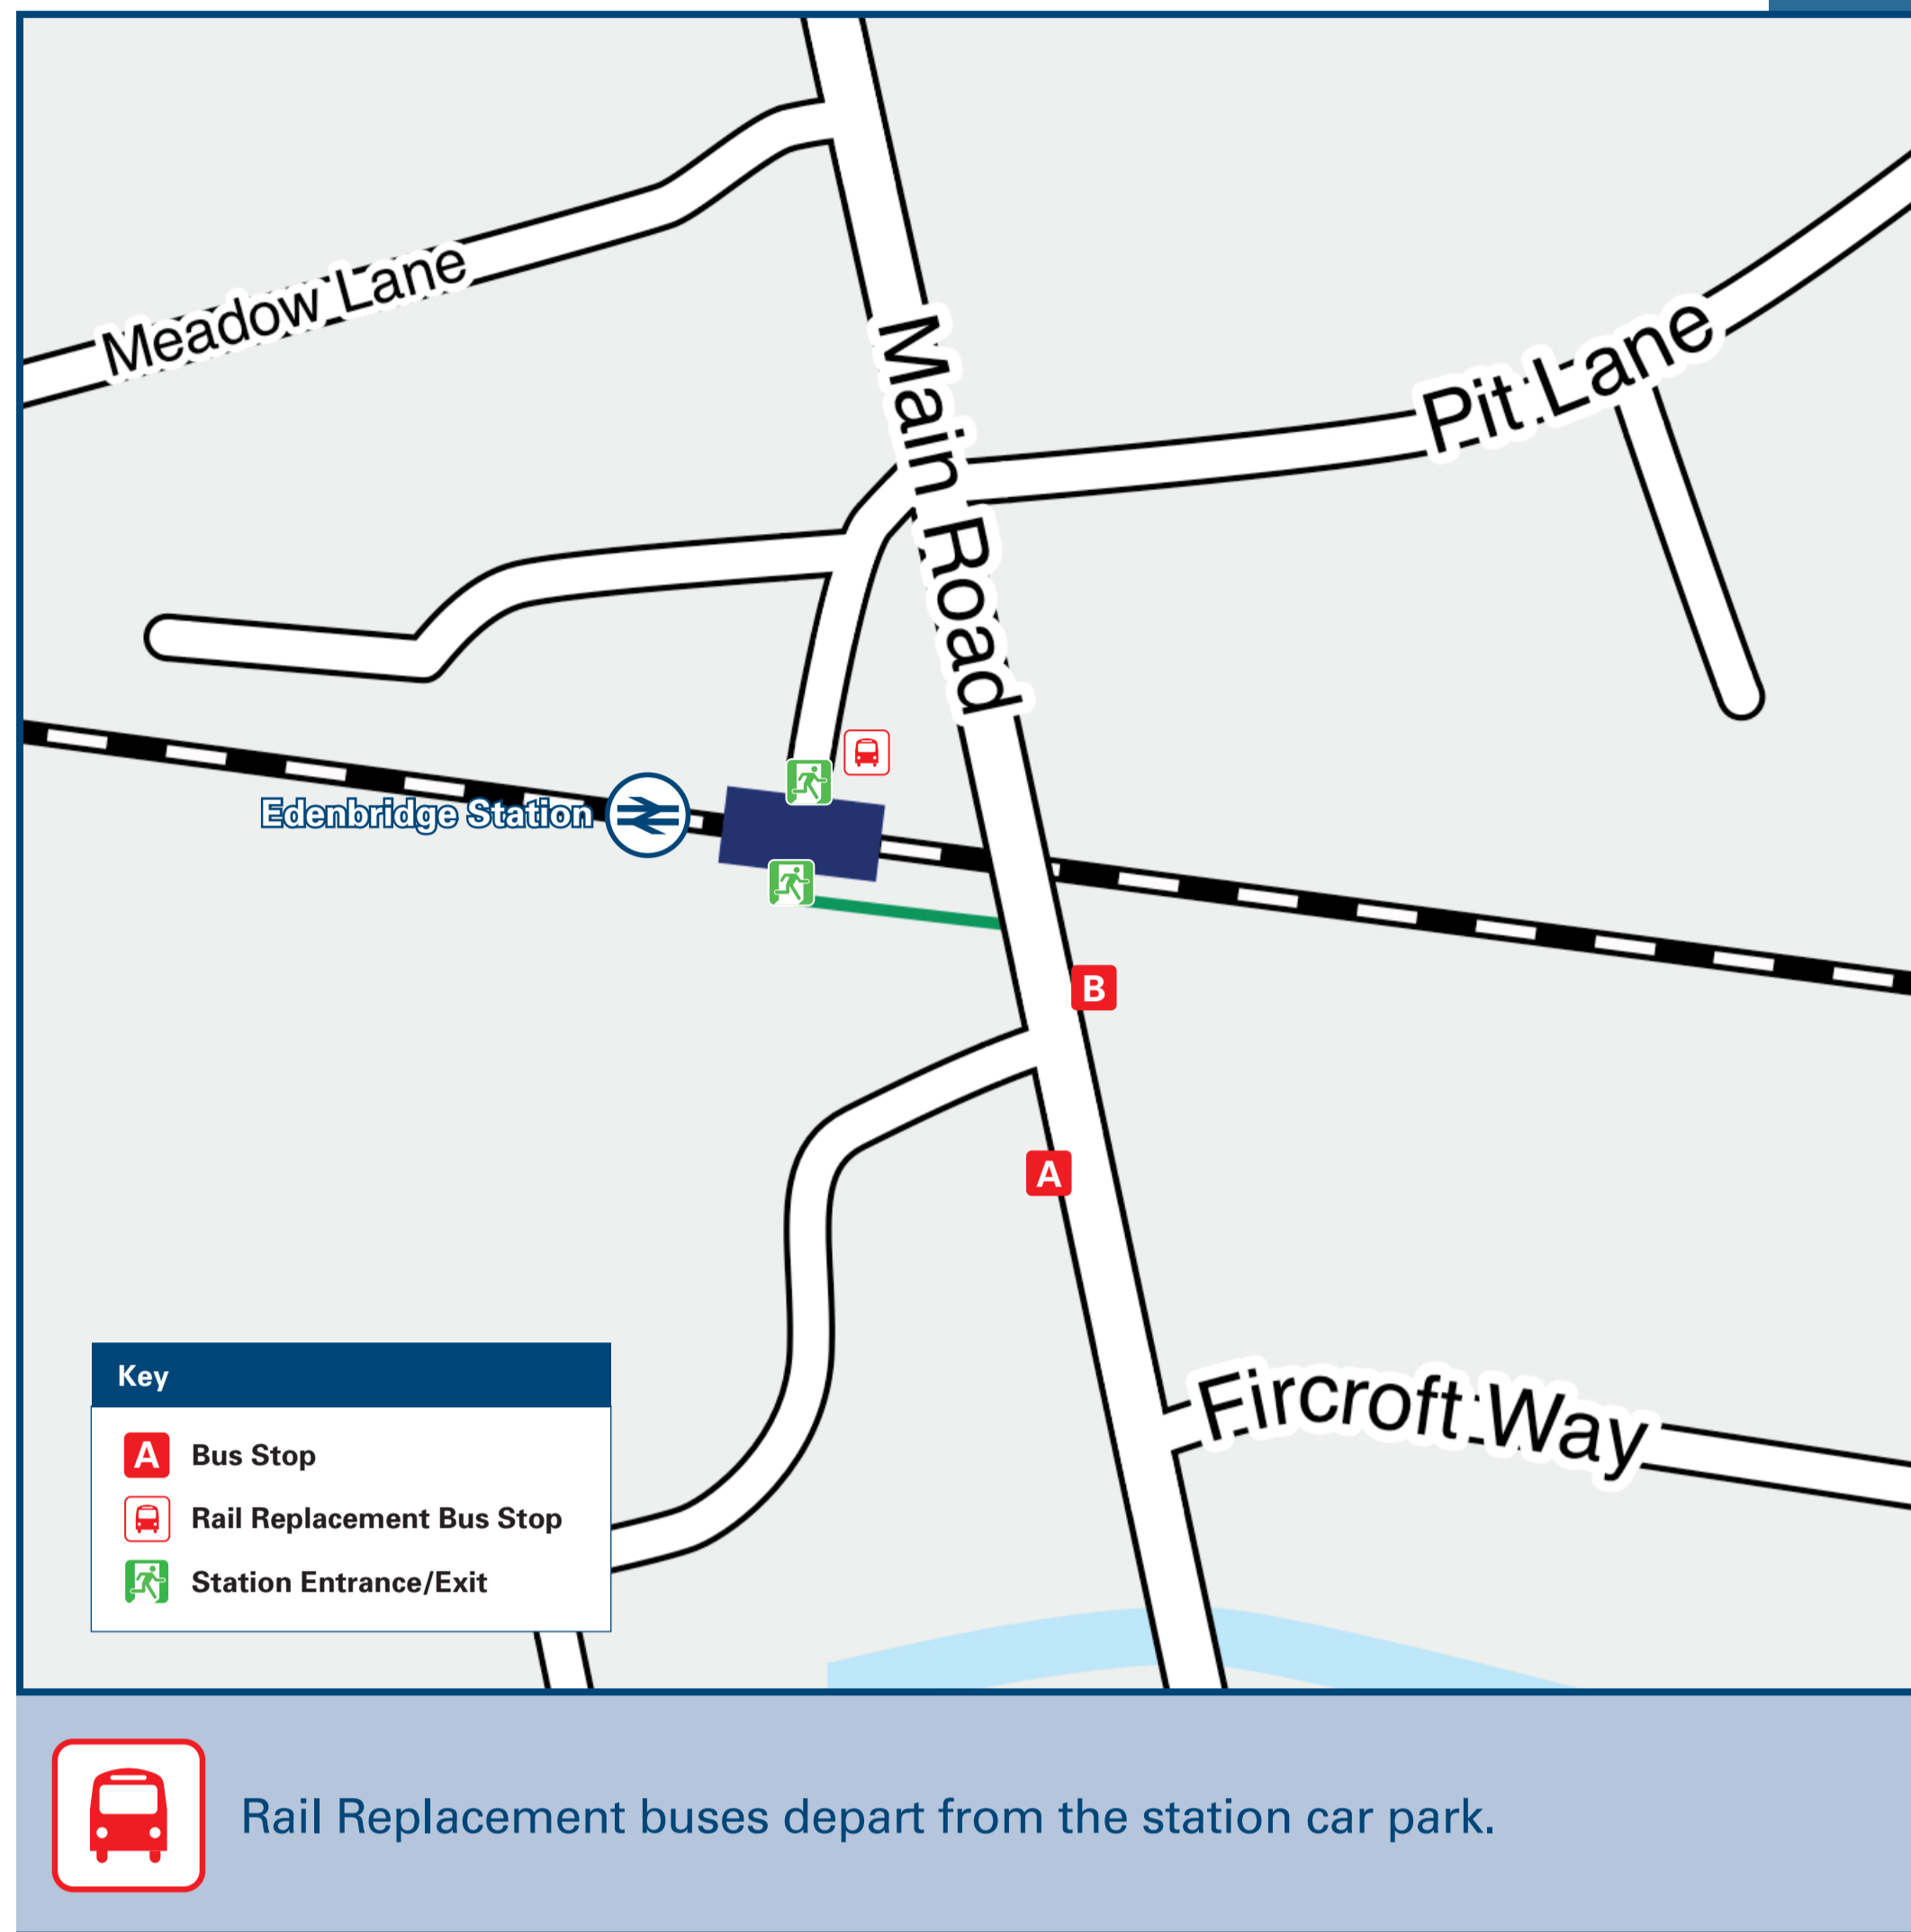 Meadow Lane
Main Road
Pit Lane
Edenbridge Station
B
A
Fircroft Way
Key
A Bus Stop
Rail Replacement Bus Stop
Station Entrance/Exit
Rail Replacement buses depart from the station car park.